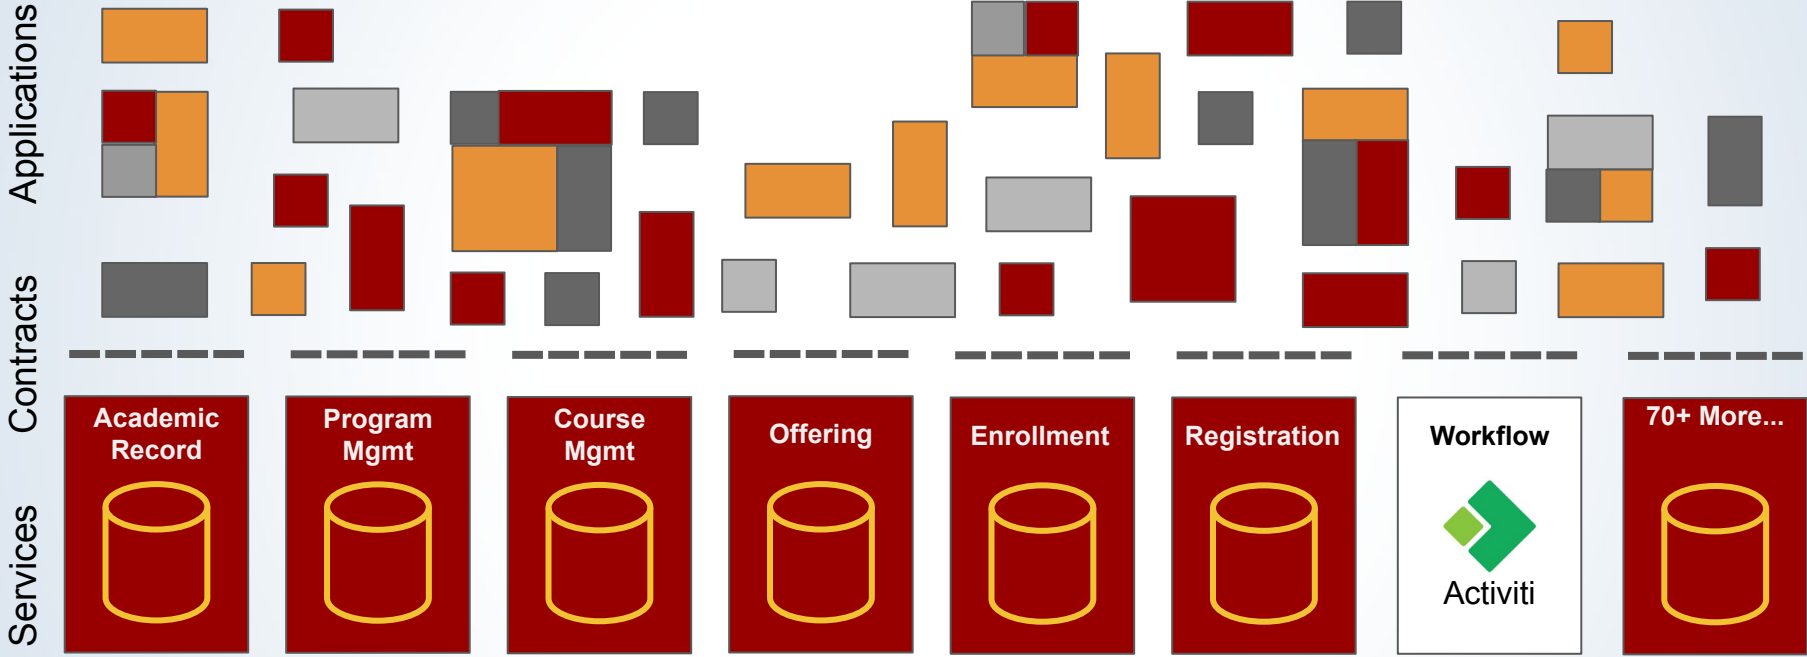 Applications
Contracts
Services
Academic
Record
Program
Mgmt
Course
Mgmt
Offering
Enrollment
Registration
Workflow
Activiti
70+ More...